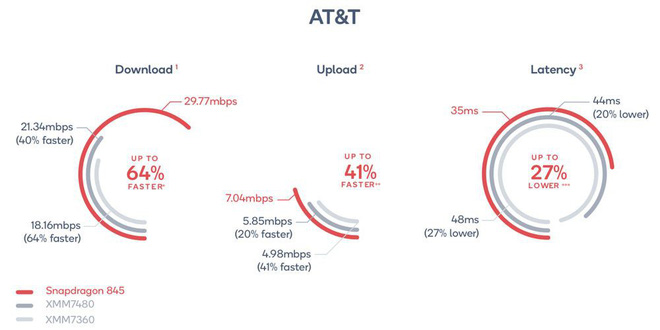 AT&T
Download 1
Upload 2
Latency 3
29.77mbps
21.34mbps
(40% faster)
UP TO
64%
FASTER*
18.16mbps
(64% faster)
UP TO
41%
FASTER**
7.04mbps
5.85mbps
(20% faster)
4.98mbps
(41% faster)
35ms
44ms
(20% lower)
UP TO
27%
LOWER ***
48ms
(27% lower)
Snapdragon 845
XMM7480
XMM7360